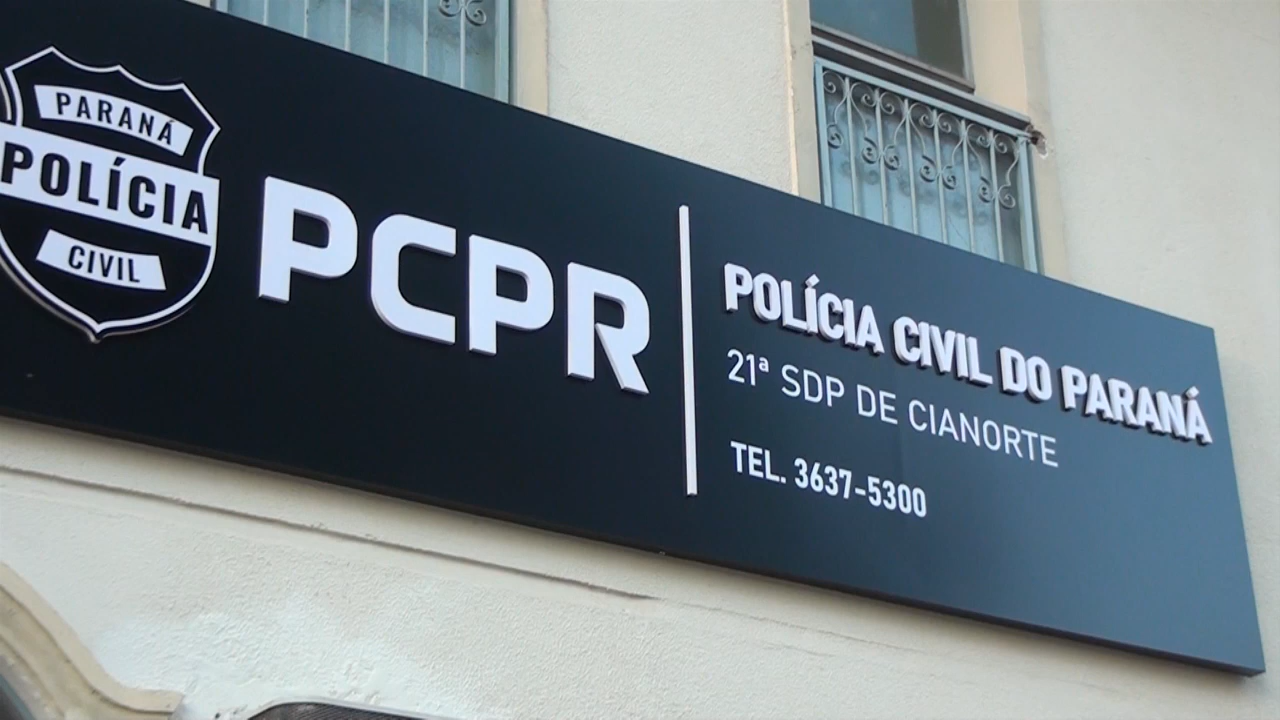 PARANÁ
POLÍCIA
CIVIL
PCPR
POLÍCIA CIVIL DO PARANÁ
21ª SDP DE CIANORTE
TEL. 3637-5300